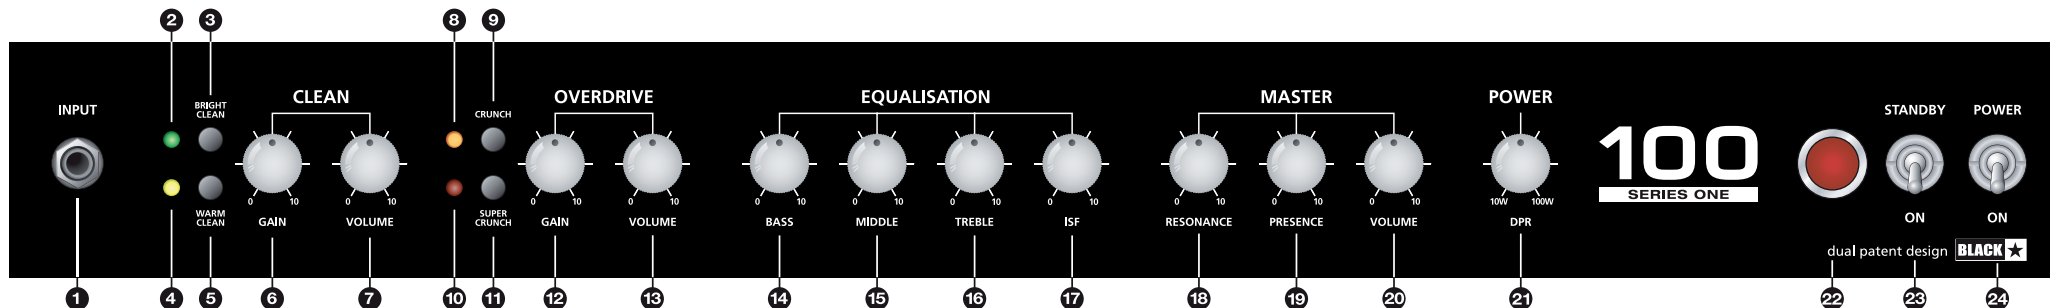 2 3 8 9
CLEAN OVERDRIVE EQUALISATION MASTER POWER
INPUT BRIGHT CLEAN CRUNCH STANDBY POWER
100
SERIES ONE
0 10 0 10 0 10 0 10 0 10 0 10 0 10 0 10 0 10 0 10 0 10 10W 100W
WARM CLEAN GAIN VOLUME SUPER CRUNCH GAIN VOLUME BASS MIDDLE TREBLE ISF RESONANCE PRESENCE VOLUME DPR ON ON
dual patent design BLACK★
1 4 5 6 7 10 11 12 13 14 15 16 17 18 19 20 21 22 23 24